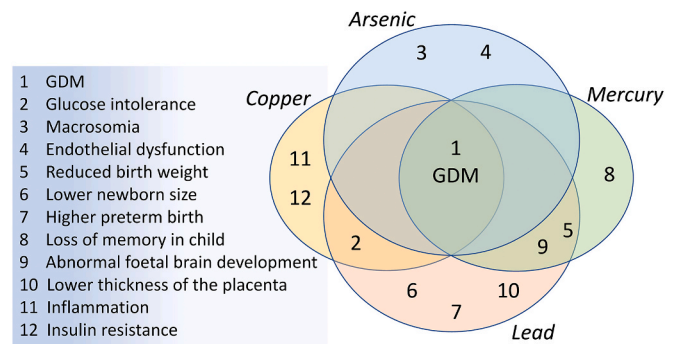 Arsenic
3 4
Copper
Mercury
1 GDM
2 Glucose intolerance
3 Macrosomia
4 Endothelial dysfunction
5 Reduced birth weight
6 Lower newborn size
7 Higher preterm birth
8 Loss of memory in child
9 Abnormal foetal brain development
10 Lower thickness of the placenta
11 Inflammation
12 Insulin resistance
11
12
1
GDM
8
2
5
9
6
7
10
Lead